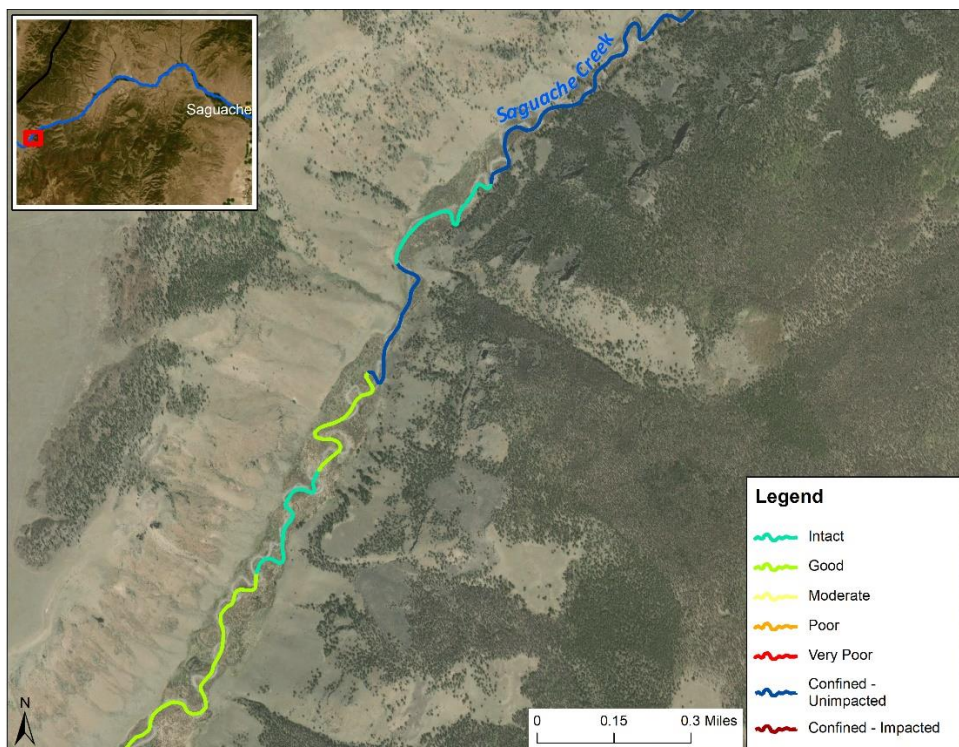 Saguache
Saguache Creek
Legend
Intact
Good
Moderate
Poor
Very Poor
Confined -
Unimpacted
Confined - Impacted
N
0 0.15 0.3 Miles